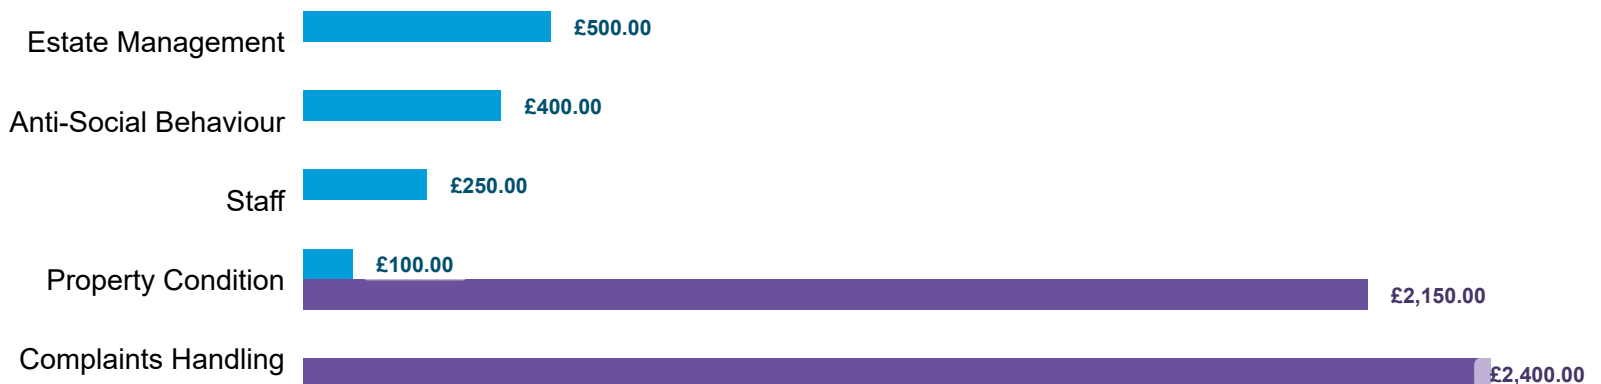 Estate Management £500.00
Anti-Social Behaviour £400.00
Staff £250.00
Property Condition £100.00
£2,150.00
Complaints Handling £2,400.00